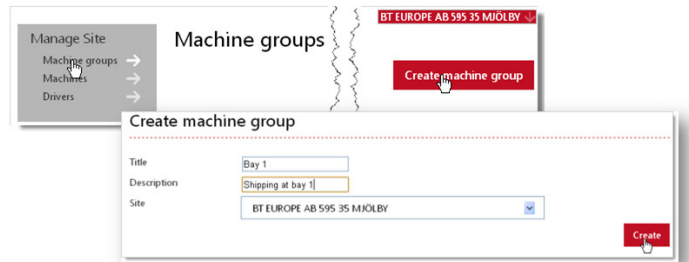 BT EUROPE AB 595 35 MJÖLBY
Manage Site
Machine groups
Machines
Drivers
Machine groups
Create machine group
Create machine group
Title
Bay 1
Description
Shipping at bay 1
Site
BT EUROPE AB 595 35 MJÖLBY
Create